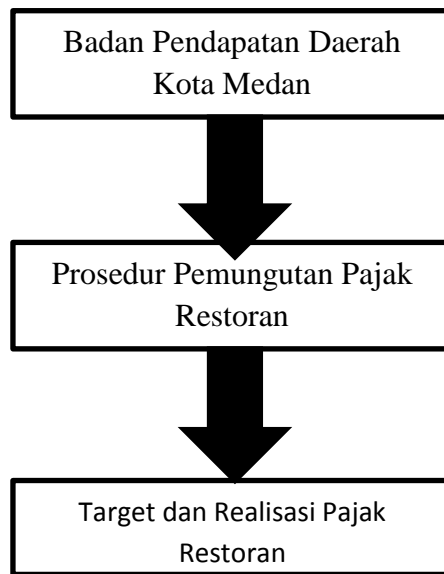 Badan Pendapatan Daerah
Kota Medan
Prosedur Pemungutan Pajak
Restoran
Target dan Realisasi Pajak
Restoran